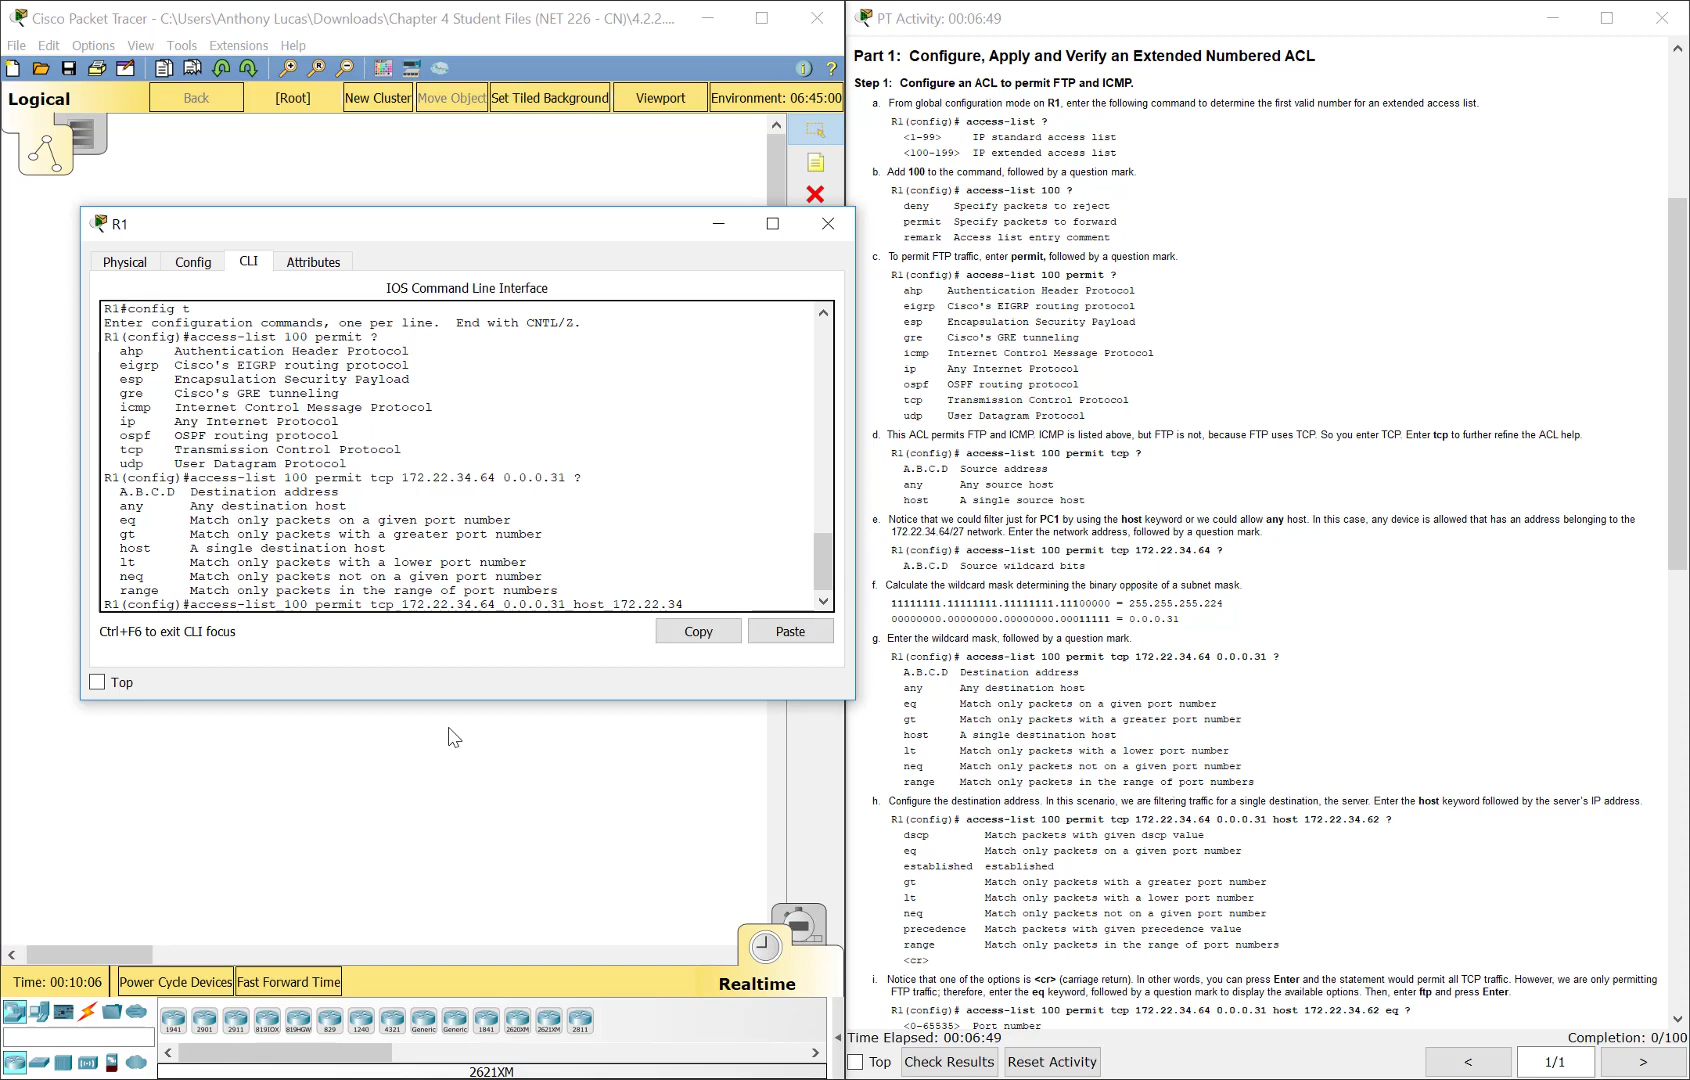 Cisco Packet Tracer - C:\Users\Anthony Lucas\Downloads\Chapter 4 Student Files (NET 226 - CN)\4.2.2....
File Edit Options View Tools Extensions Help
Logical
Back
[Root]
New Cluster
Move Object
Set Tiled Background
Viewport
Environment: 06:45:00
R1
Physical
Config
CLI
Attributes
IOS Command Line Interface
R1#config t
Enter configuration commands, one per line.  End with CNTL/Z.
R1(config)#access-list 100 permit ?
ahp    Authentication Header Protocol
eigrp  Cisco's EIGRP routing protocol
esp    Encapsulation Security Payload
gre    Cisco's GRE tunneling
icmp   Internet Control Message Protocol
ip     Any Internet Protocol
ospf   OSPF routing protocol
tcp    Transmission Control Protocol
udp    User Datagram Protocol
R1(config)#access-list 100 permit tcp 172.22.34.64 0.0.0.31 ?
A.B.C.D  Destination address
any      Any destination host
eq       Match only packets on a given port number
gt       Match only packets with a greater port number
host     A single destination host
lt       Match only packets with a lower port number
neq      Match only packets not on a given port number
range    Match only packets in the range of port numbers
R1(config)#access-list 100 permit tcp 172.22.34.64 0.0.0.31 host 172.22.34
Ctrl+F6 to exit CLI focus
Copy
Paste
Top
Time: 00:10:06
Power Cycle Devices
Fast Forward Time
Realtime
1941
2901
2911
819IOX
819HGW
829
1240
4321
Generic
Generic
1841
2620XM
2621XM
2811
2621XM
PT Activity: 00:06:49
Part 1: Configure, Apply and Verify an Extended Numbered ACL
Step 1: Configure an ACL to permit FTP and ICMP.
a. From global configuration mode on R1, enter the following command to determine the first valid number for an extended access list.
R1(config)# access-list ?
<1-99>     IP standard access list
<100-199>  IP extended access list
b. Add 100 to the command, followed by a question mark.
R1(config)# access-list 100 ?
deny    Specify packets to reject
permit  Specify packets to forward
remark  Access list entry comment
c. To permit FTP traffic, enter permit, followed by a question mark.
R1(config)# access-list 100 permit ?
ahp    Authentication Header Protocol
eigrp  Cisco's EIGRP routing protocol
esp    Encapsulation Security Payload
gre    Cisco's GRE tunneling
icmp   Internet Control Message Protocol
ip     Any Internet Protocol
ospf   OSPF routing protocol
tcp    Transmission Control Protocol
udp    User Datagram Protocol
d. This ACL permits FTP and ICMP. ICMP is listed above, but FTP is not, because FTP uses TCP. So you enter TCP. Enter tcp to further refine the ACL help.
R1(config)# access-list 100 permit tcp ?
A.B.C.D  Source address
any      Any source host
host     A single source host
e. Notice that we could filter just for PC1 by using the host keyword or we could allow any host. In this case, any device is allowed that has an address belonging to the
172.22.34.64/27 network. Enter the network address, followed by a question mark.
R1(config)# access-list 100 permit tcp 172.22.34.64 ?
A.B.C.D  Source wildcard bits
f. Calculate the wildcard mask determining the binary opposite of a subnet mask.
11111111.11111111.11111111.11100000 = 255.255.255.224
00000000.00000000.00000000.00011111 = 0.0.0.31
g. Enter the wildcard mask, followed by a question mark.
R1(config)# access-list 100 permit tcp 172.22.34.64 0.0.0.31 ?
A.B.C.D  Destination address
any      Any destination host
eq       Match only packets on a given port number
gt       Match only packets with a greater port number
host     A single destination host
lt       Match only packets with a lower port number
neq      Match only packets not on a given port number
range    Match only packets in the range of port numbers
h. Configure the destination address. In this scenario, we are filtering traffic for a single destination, the server. Enter the host keyword followed by the server's IP address.
R1(config)# access-list 100 permit tcp 172.22.34.64 0.0.0.31 host 172.22.34.62 ?
dscp         Match packets with given dscp value
eq           Match only packets on a given port number
established  established
gt           Match only packets with a greater port number
lt           Match only packets with a lower port number
neq          Match only packets not on a given port number
precedence   Match packets with given precedence value
range        Match only packets in the range of port numbers
<cr>
i. Notice that one of the options is <cr> (carriage return). In other words, you can press Enter and the statement would permit all TCP traffic. However, we are only permitting
FTP traffic; therefore, enter the eq keyword, followed by a question mark to display the available options. Then, enter ftp and press Enter.
R1(config)# access-list 100 permit tcp 172.22.34.64 0.0.0.31 host 172.22.34.62 eq ?
<0-65535>  Port number
Time Elapsed: 00:06:49
Completion: 0/100
Top
Check Results
Reset Activity
<
1/1
>